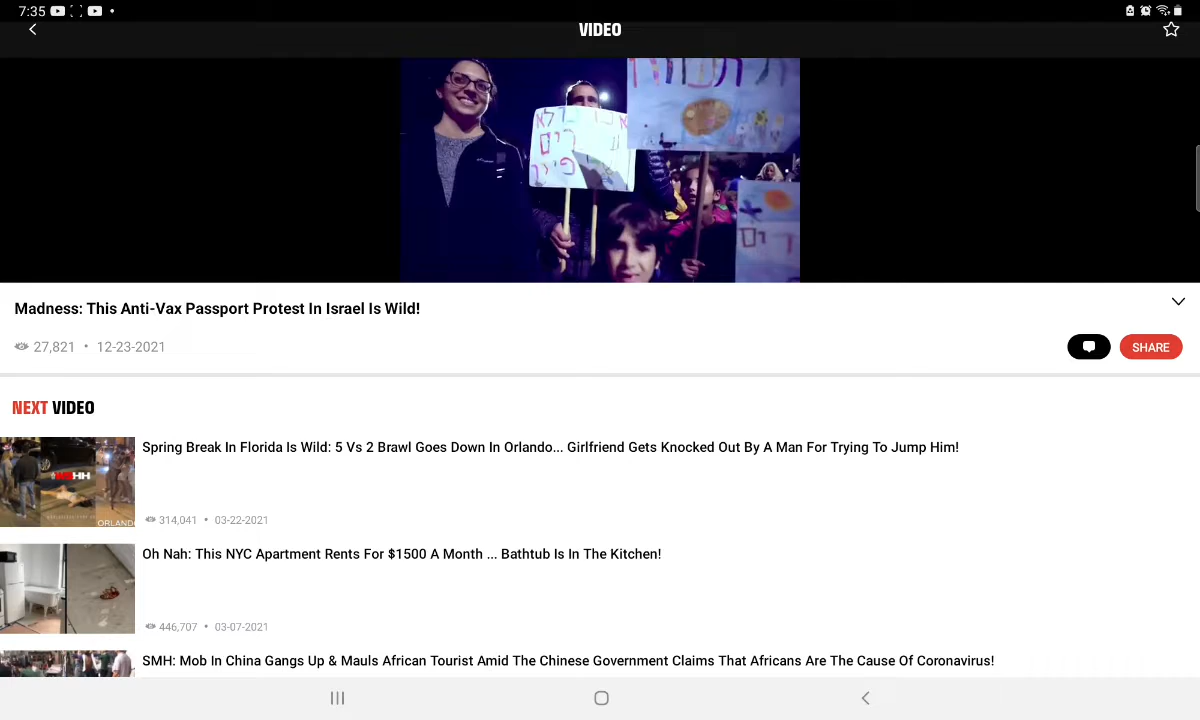 7:35
VIDEO
Madness: This Anti-Vax Passport Protest In Israel Is Wild!
27,821 • 12-23-2021
SHARE
NEXT VIDEO
Spring Break In Florida Is Wild: 5 Vs 2 Brawl Goes Down In Orlando... Girlfriend Gets Knocked Out By A Man For Trying To Jump Him!
314,041 • 03-22-2021
Oh Nah: This NYC Apartment Rents For $1500 A Month ... Bathtub Is In The Kitchen!
446,707 • 03-07-2021
SMH: Mob In China Gangs Up & Mauls African Tourist Amid The Chinese Government Claims That Africans Are The Cause Of Coronavirus!